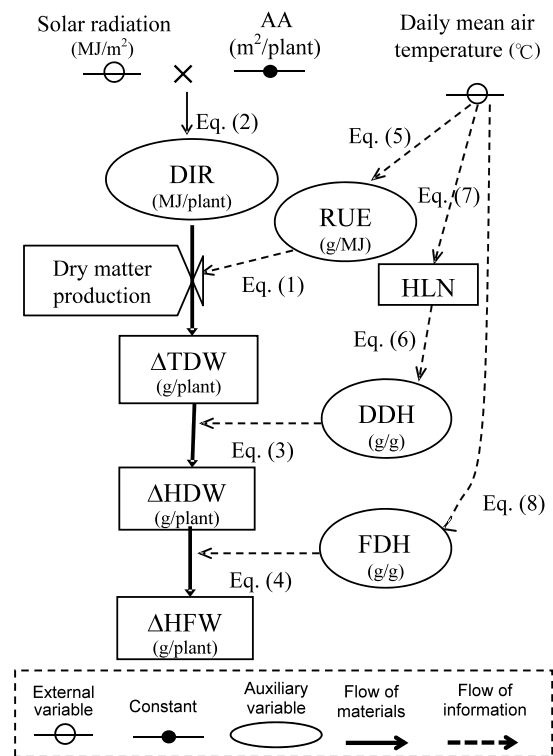 Solar radiation
(MJ/m²)
AA
(m²/plant)
Daily mean air
temperature (℃)
Eq. (2)
Eq. (5)
Eq. (7)
DIR
(MJ/plant)
RUE
(g/MJ)
Dry matter
production
Eq. (1)
HLN
Eq. (6)
ΔTDW
(g/plant)
DDH
(g/g)
Eq. (3)
ΔHDW
(g/plant)
Eq. (8)
FDH
(g/g)
Eq. (4)
ΔHFW
(g/plant)
External
variable
Constant
Auxiliary
variable
Flow of
materials
Flow of
information